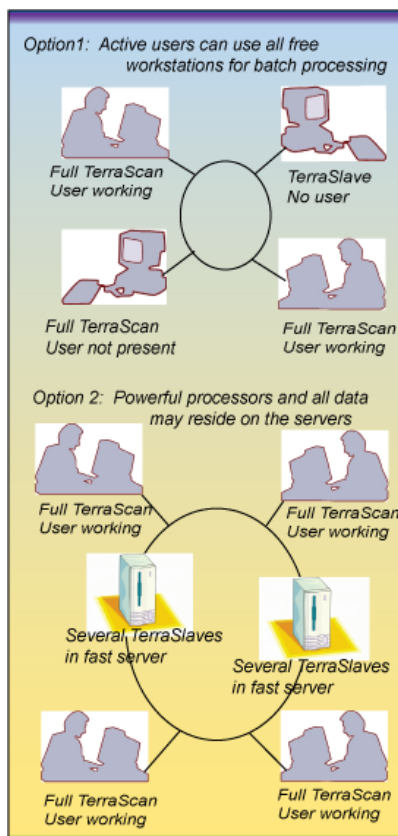 Option1: Active users can use all free
workstations for batch processing
Full TerraScan
User working
TerraSlave
No user
Full TerraScan
User not present
Full TerraScan
User working
Option 2: Powerful processors and all data
may reside on the servers
Full TerraScan
User working
Full TerraScan
User working
Several TerraSlaves
in fast server
Several TerraSlaves
in fast server
Full TerraScan
User working
Full TerraScan
User working